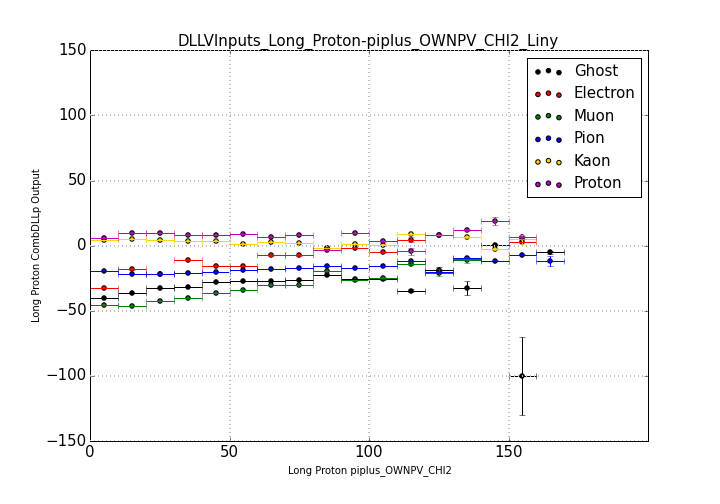 DLLVInputs_Long_Proton-piplus_OWNPV_CHI2_Liny
150
100
50
0
−50
−100
−150
0
50
100
150
Long Proton CombDLLp Output
Long Proton piplus_OWNPV_CHI2
Ghost
Electron
Muon
Pion
Kaon
Proton